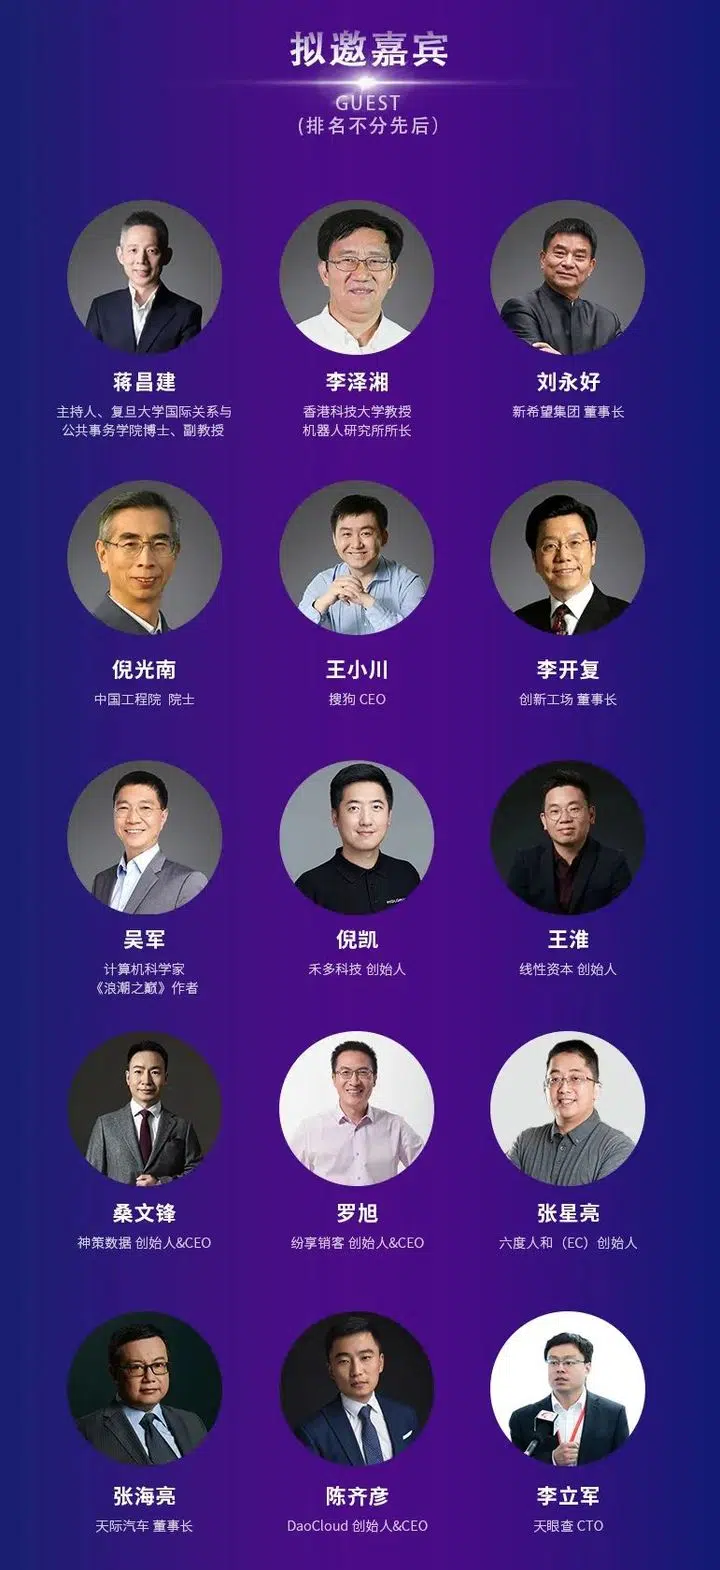 拟邀嘉宾
GUEST
(排名不分先后)
蒋昌建
主持人、复旦大学国际关系与
公共事务学院博士、副教授
李泽湘
香港科技大学教授
机器人研究所所长
刘永好
新希望集团 董事长
倪光南
中国工程院 院士
王小川
搜狗 CEO
李开复
创新工场 董事长
吴军
计算机科学家
《浪潮之巅》作者
倪凯
禾多科技 创始人
王淮
线性资本 创始人
桑文锋
神策数据 创始人&CEO
罗旭
纷享销客 创始人&CEO
张星亮
六度人和（EC）创始人
张海亮
天际汽车 董事长
陈齐彦
DaoCloud 创始人&CEO
李立军
天眼查 CTO